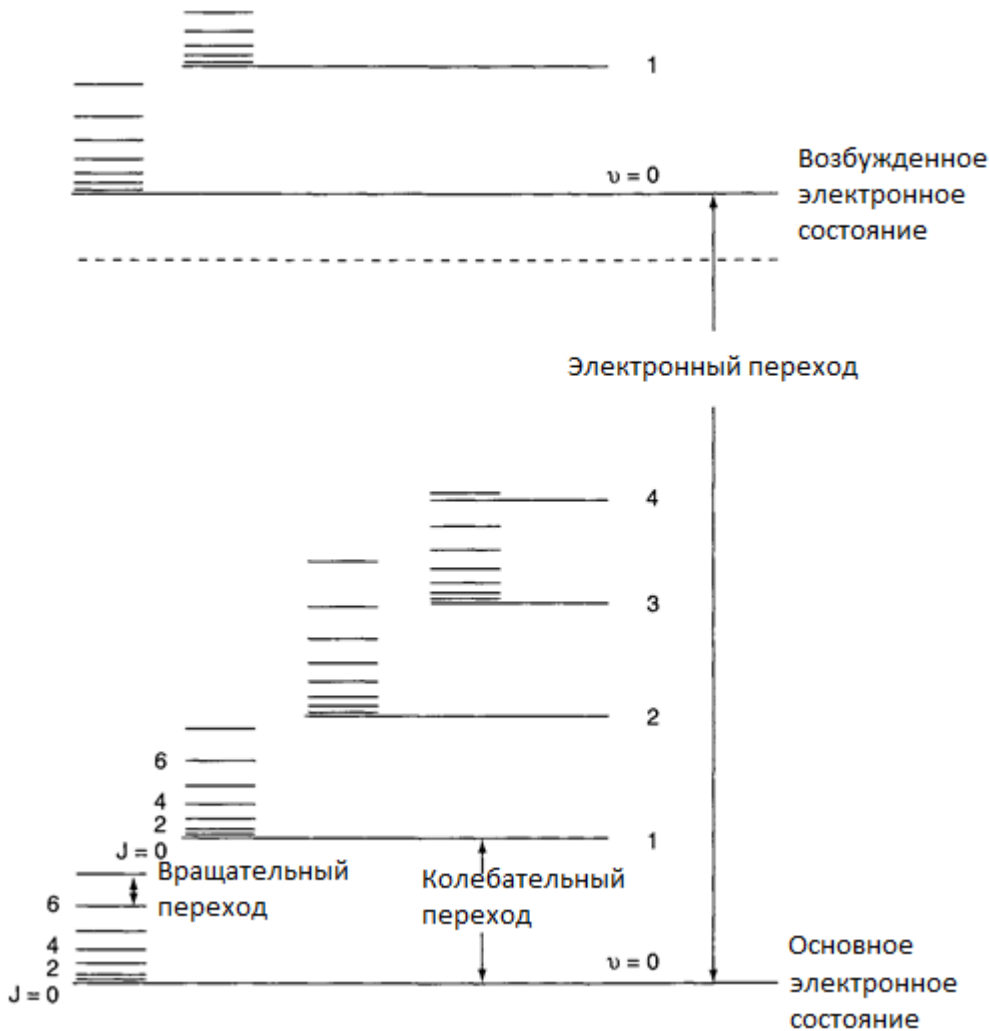 1
υ = 0
Возбужденное
электронное
состояние
Электронный переход
4
3
2
6
4
2
J = 0
1
Вращательный
переход
Колебательный
переход
6
4
2
J = 0
υ = 0
Основное
электронное
состояние